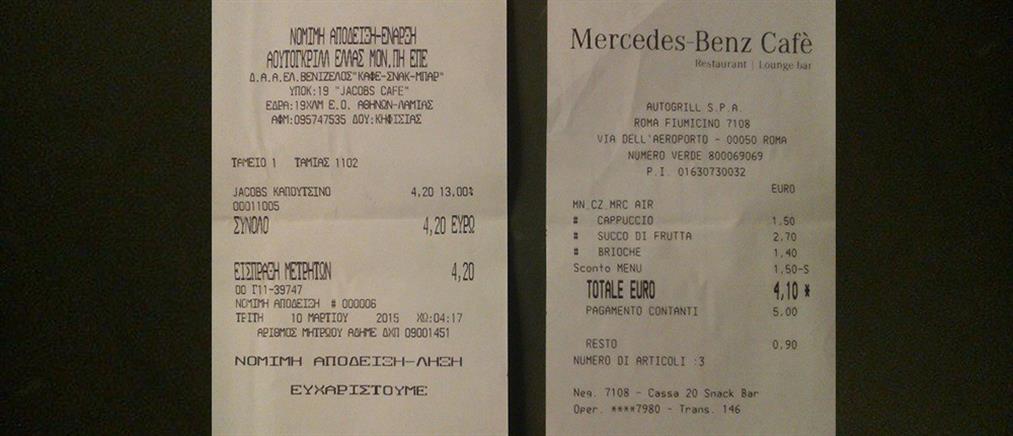 ΝΟΜΙΜΗ ΑΠΟΔΕΙΞΗ-ΕΝΑΡΞΗ
ΑΟΥΤΟΓΚΡΙΛΛ ΕΛΛΑΣ ΜΟΝ.ΠΗ ΕΠΕ
Δ.Α.Α.ΕΛ.ΒΕΝΙΖΕΛΟΣ"ΚΑΦΕ-ΣΝΑΚ-ΜΠΑΡ"
ΥΠΟΚ:19 "JACOBS CAFE"
ΕΔΡΑ:19ΧΛΜ Ε.Ο. ΑΘΗΝΩΝ-ΛΑΜΙΑΣ
ΑΦΜ:095747535 ΔΟΥ:ΚΗΦΙΣΙΑΣ
ΤΑΜΕΙΟ 1 ΤΑΜΙΑΣ 1102
JACOBS ΚΑΠΟΥΤΣΙΝΟ 4,20 13,00%
00011005
ΣΥΝΟΛΟ 4,20 ΕΥΡΩ
ΕΙΣΠΡΑΞΗ ΜΕΤΡΗΤΩΝ 4,20
00 Γ11-39747
ΝΟΜΙΜΗ ΑΠΟΔΕΙΞΗ # 000006
ΤΡΙΤΗ 10 ΜΑΡΤΙΟΥ 2015 ΧΩ:04:17
ΑΡΙΘΜΟΣ ΜΗΤΡΩΟΥ ΑΔΗΜΕ ΔΧΠ 09001451
ΝΟΜΙΜΗ ΑΠΟΔΕΙΞΗ-ΛΗΞΗ
ΕΥΧΑΡΙΣΤΟΥΜΕ
Mercedes-Benz Cafè
Restaurant | Lounge bar
AUTOGRILL S.P.A.
ROMA FIUMICINO 7108
VIA DELL'AEROPORTO - 00050 ROMA
NUMERO VERDE 800069069
P.I. 01630730032
EURO
MN CZ MRC AIR
# CAPPUCCIO 1.50
# SUCCO DI FRUTTA 2.70
# BRIOCHE 1.40
Sconto MENU 1,50-S
TOTALE EURO 4,10 *
PAGAMENTO CONTANTI 5.00
RESTO 0.90
NUMERO DI ARTICOLI :3
Neg. 7108 - Cassa 20 Snack Bar
Oper. ****7980 - Trans. 146